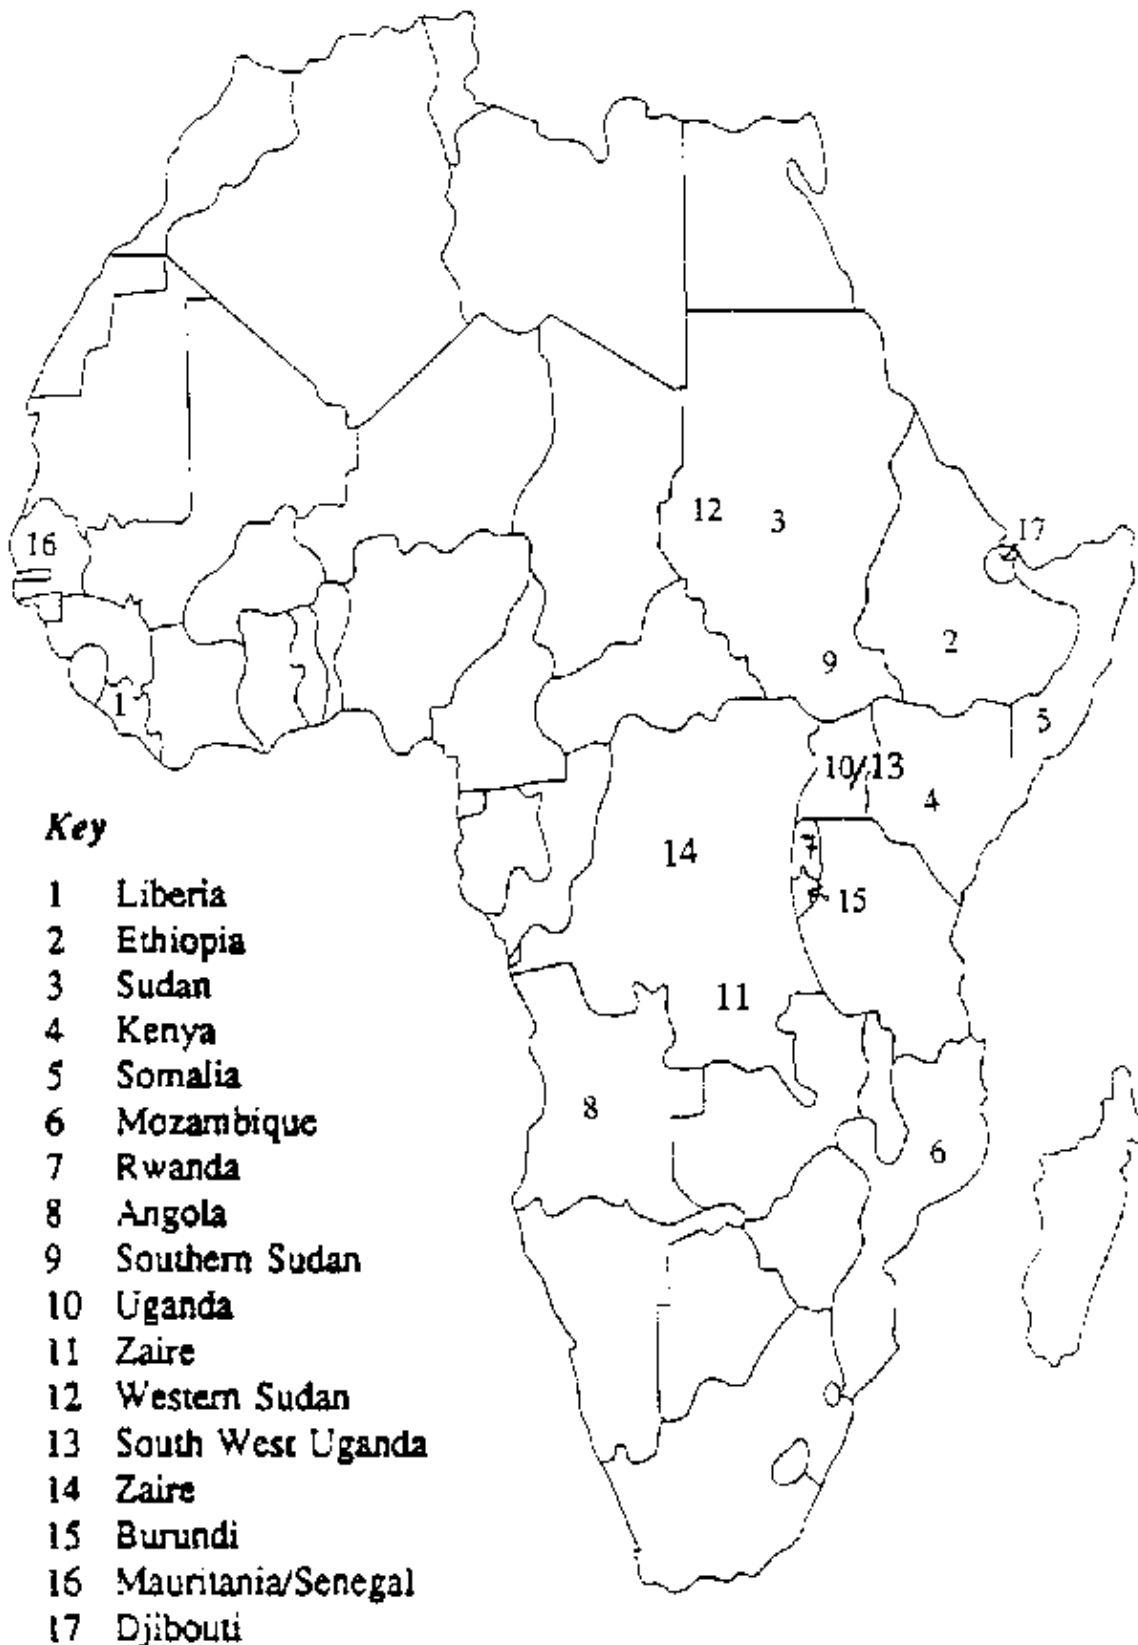 12
3
17
16
2
9
1
5
10/13
4
7
14
15
11
8
6
Key
1 Liberia
2 Ethiopia
3 Sudan
4 Kenya
5 Somalia
6 Mozambique
7 Rwanda
8 Angola
9 Southern Sudan
10 Uganda
11 Zaire
12 Western Sudan
13 South West Uganda
14 Zaire
15 Burundi
16 Mauritania/Senegal
17 Djibouti